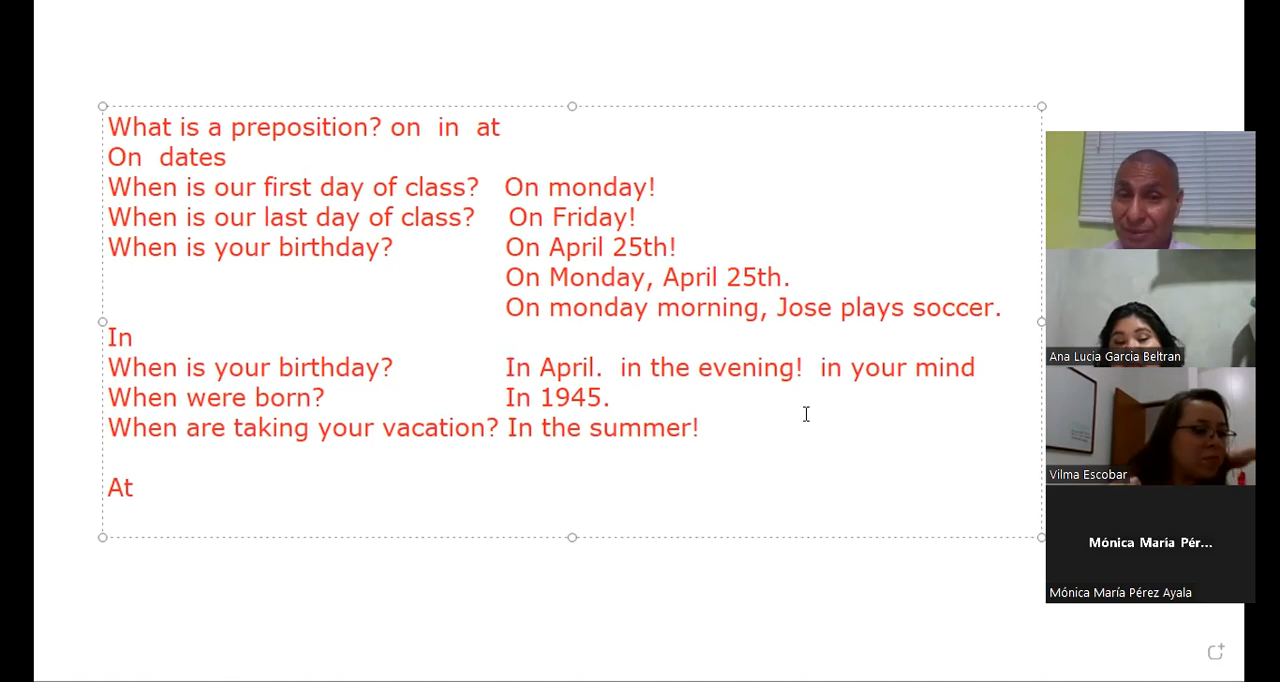 What is a preposition? on in at
On dates
When is our first day of class? On monday!
When is our last day of class? On Friday!
When is your birthday? On April 25th!
On Monday, April 25th.
On monday morning, Jose plays soccer.
In
When is your birthday? In April. in the evening! in your mind
When were born? In 1945.
When are taking your vacation? In the summer!
At
Ana Lucia Garcia Beltran
Vilma Escobar
Mónica María Pér...
Mónica María Pérez Ayala